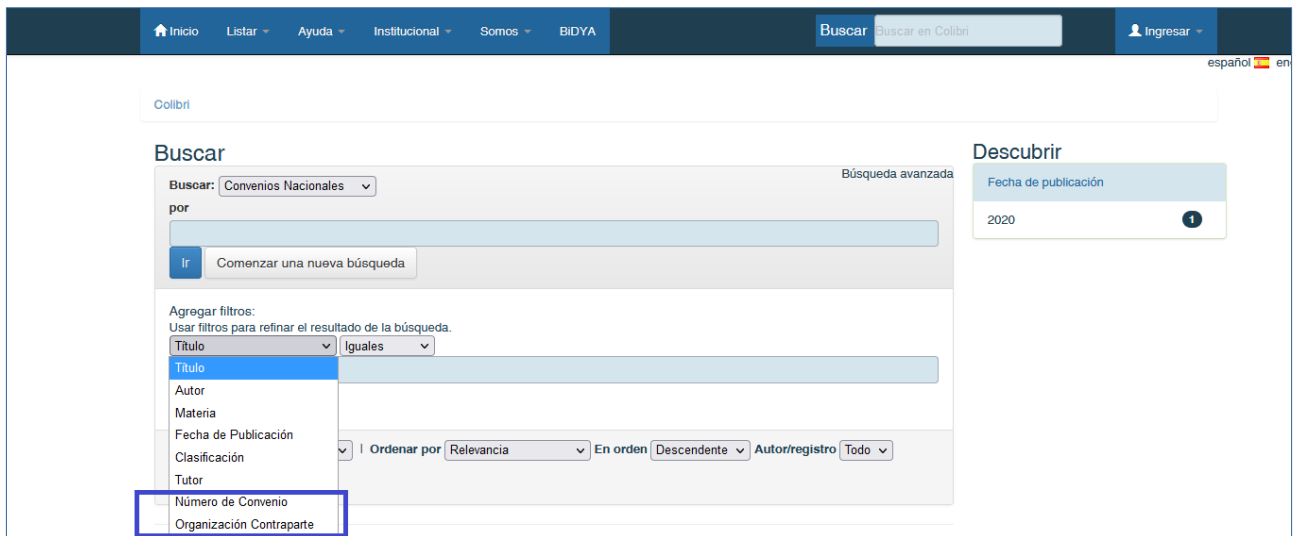 Inicio Listar Ayuda Institucional Somos BiDYA Buscar Buscar en Colibri Ingresar
español en
Colibri
Buscar
Búsqueda avanzada
Buscar: Convenios Nacionales
por
Ir Comenzar una nueva búsqueda
Agregar filtros:
Usar filtros para refinar el resultado de la búsqueda.
Título Iguales
Título
Autor
Materia
Fecha de Publicación
Clasificación
Tutor
Número de Convenio
Organización Contraparte
| Ordenar por Relevancia En orden Descendente Autor/registro Todo
Descubrir
Fecha de publicación
2020 1